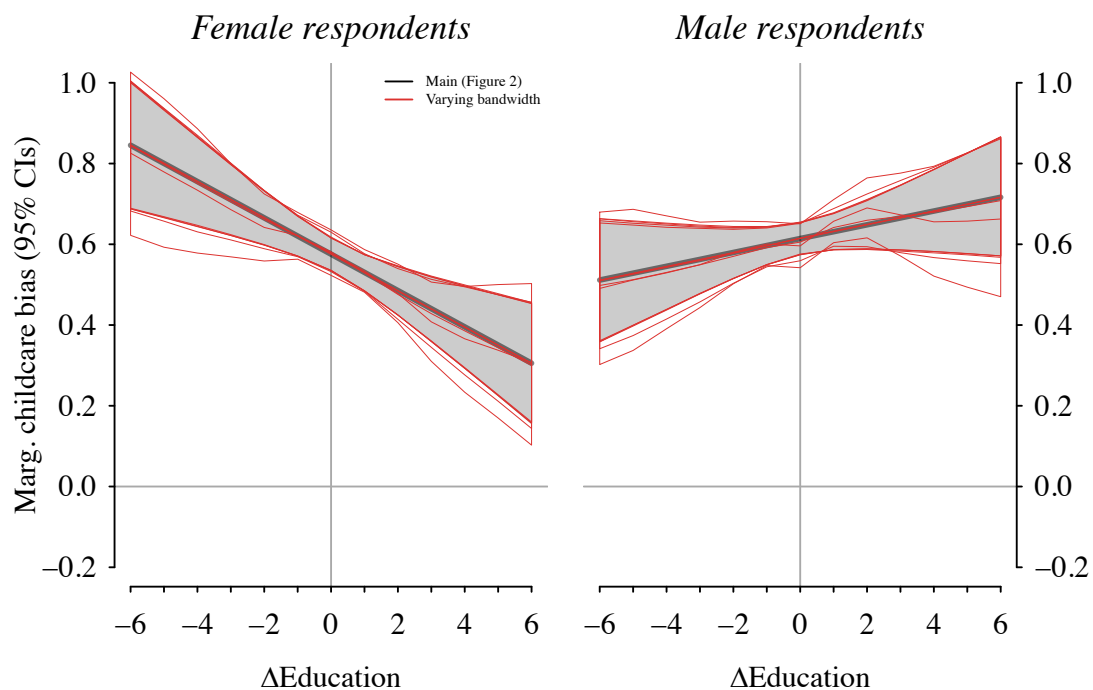 Female respondents
Male respondents
Main (Figure 2)
Varying bandwidth
Marg. childcare bias (95% CIs)
1.0
0.8
0.6
0.4
0.2
0.0
−0.2
1.0
0.8
0.6
0.4
0.2
0.0
−0.2
−6 −4 −2 0 2 4 6
−6 −4 −2 0 2 4 6
ΔEducation
ΔEducation